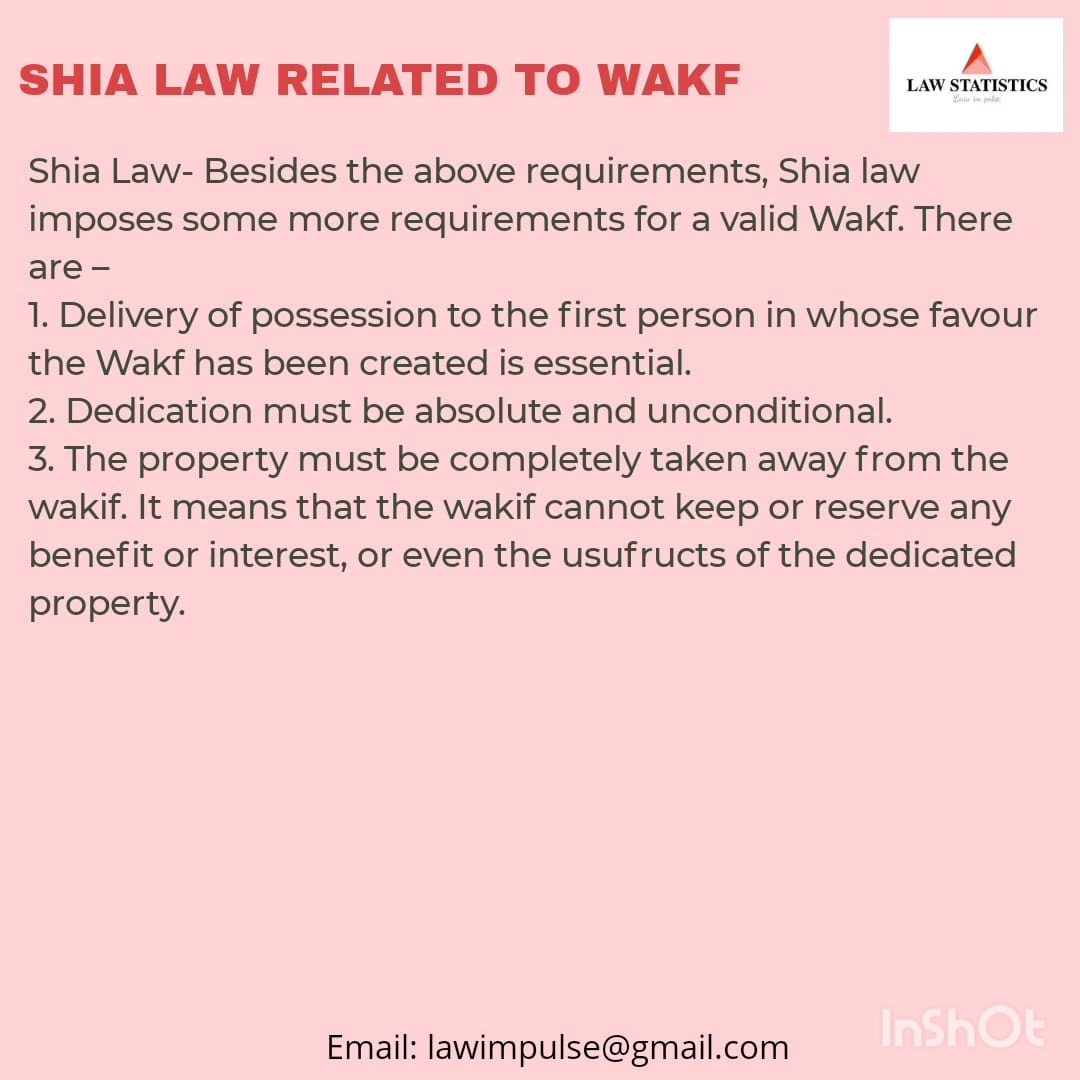 SHIA LAW RELATED TO WAKF
LAW STATISTICS
Law in pulse
Shia Law- Besides the above requirements, Shia law
imposes some more requirements for a valid Wakf. There
are –
1. Delivery of possession to the first person in whose favour
the Wakf has been created is essential.
2. Dedication must be absolute and unconditional.
3. The property must be completely taken away from the
wakif. It means that the wakif cannot keep or reserve any
benefit or interest, or even the usufructs of the dedicated
property.
Email: lawimpulse@gmail.com
InShOt